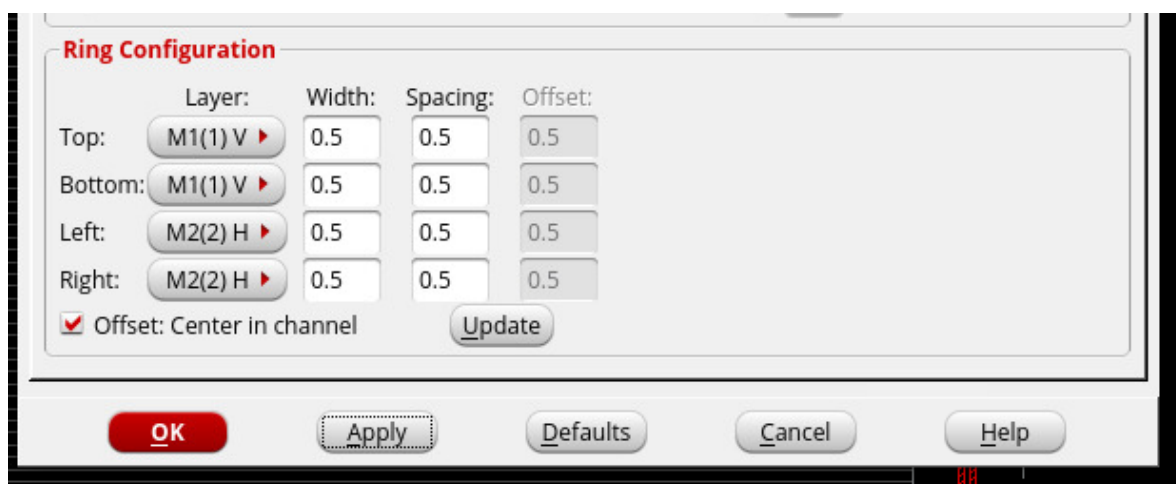 Ring Configuration
Layer: Width: Spacing: Offset:
Top: M1(1) V 0.5 0.5 0.5
Bottom: M1(1) V 0.5 0.5 0.5
Left: M2(2) H 0.5 0.5 0.5
Right: M2(2) H 0.5 0.5 0.5
Offset: Center in channel Update
OK Apply Defaults Cancel Help